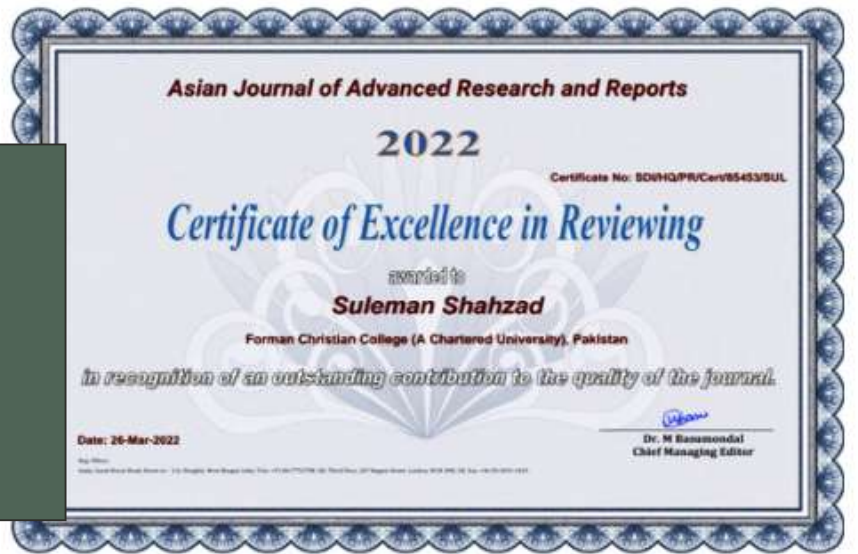 Asian Journal of Advanced Research and Reports
2022
Certificate No: SDI/HQ/PR/Cert/85453/SUL
Certificate of Excellence in Reviewing
awarded to
Suleman Shahzad
Forman Christian College (A Chartered University), Pakistan
in recognition of an outstanding contribution to the quality of the journal.
Date: 26-Mar-2022
Dr. M Basumondal
Chief Managing Editor